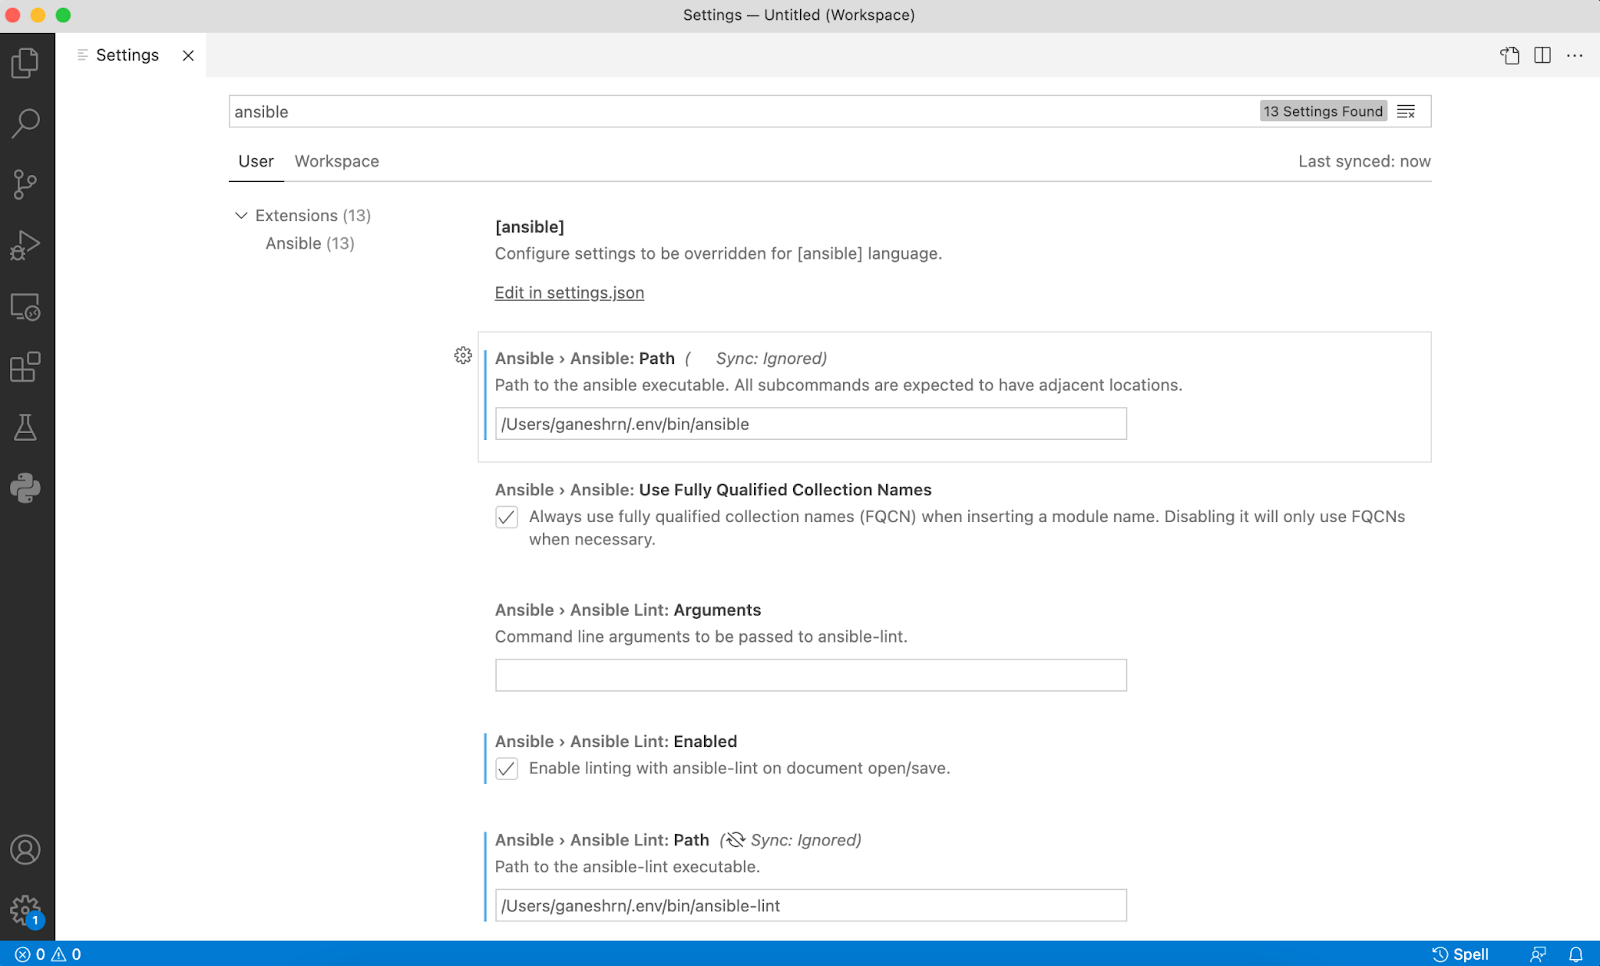 Settings — Untitled (Workspace)
Settings
ansible
13 Settings Found
User Workspace
Last synced: now
Extensions (13)
Ansible (13)
[ansible]
Configure settings to be overridden for [ansible] language.
Edit in settings.json
Ansible › Ansible: Path ( Sync: Ignored)
Path to the ansible executable. All subcommands are expected to have adjacent locations.
/Users/ganeshrn/.env/bin/ansible
Ansible › Ansible: Use Fully Qualified Collection Names
Always use fully qualified collection names (FQCN) when inserting a module name. Disabling it will only use FQCNs
when necessary.
Ansible › Ansible Lint: Arguments
Command line arguments to be passed to ansible-lint.
Ansible › Ansible Lint: Enabled
Enable linting with ansible-lint on document open/save.
Ansible › Ansible Lint: Path ( Sync: Ignored)
Path to the ansible-lint executable.
/Users/ganeshrn/.env/bin/ansible-lint
1
0 0
Spell